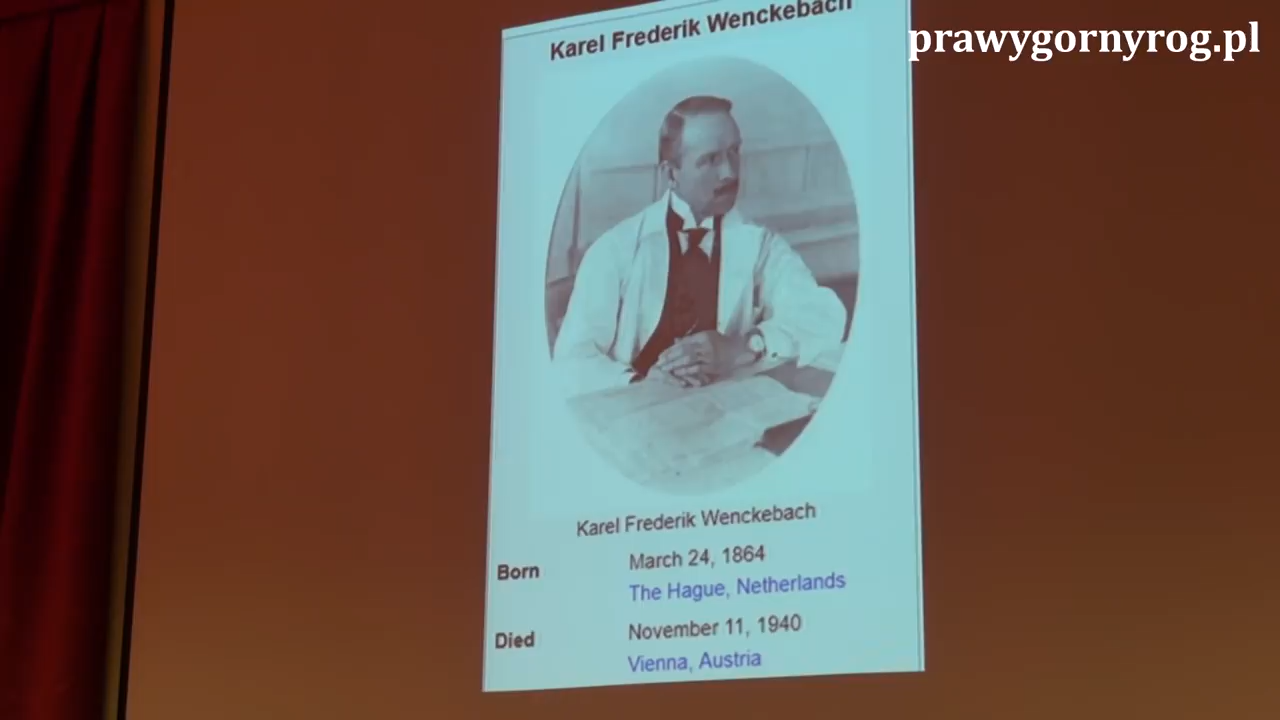 prawygornyrog.pl
Karel Frederik Wenckebach
Karel Frederik Wenckebach
Born
March 24, 1864
The Hague, Netherlands
Died
November 11, 1940
Vienna, Austria